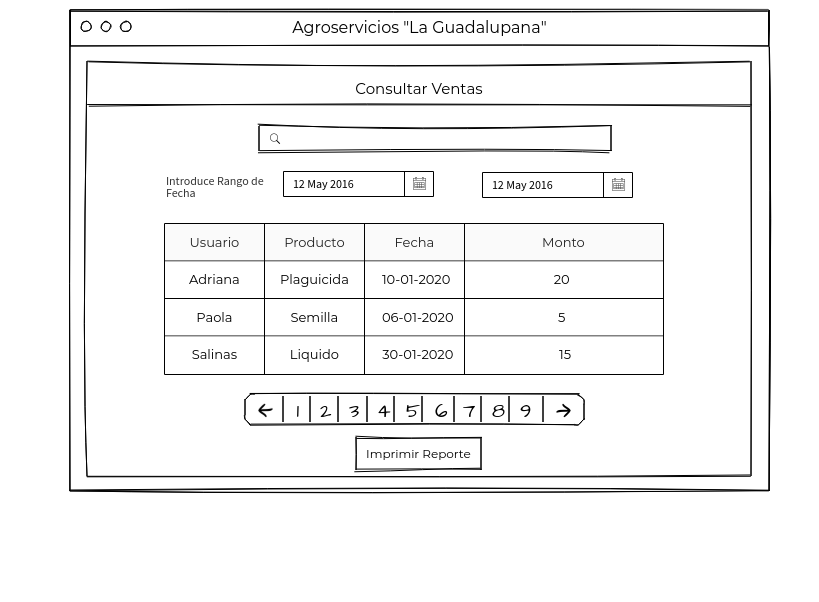 Agroservicios "La Guadalupana"
Consultar Ventas
Introduce Rango de
Fecha
12 May 2016
12 May 2016
Usuario Producto Fecha Monto
Adriana Plaguicida 10-01-2020 20
Paola Semilla 06-01-2020 5
Salinas Liquido 30-01-2020 15
1 2 3 4 5 6 7 8 9
Imprimir Reporte